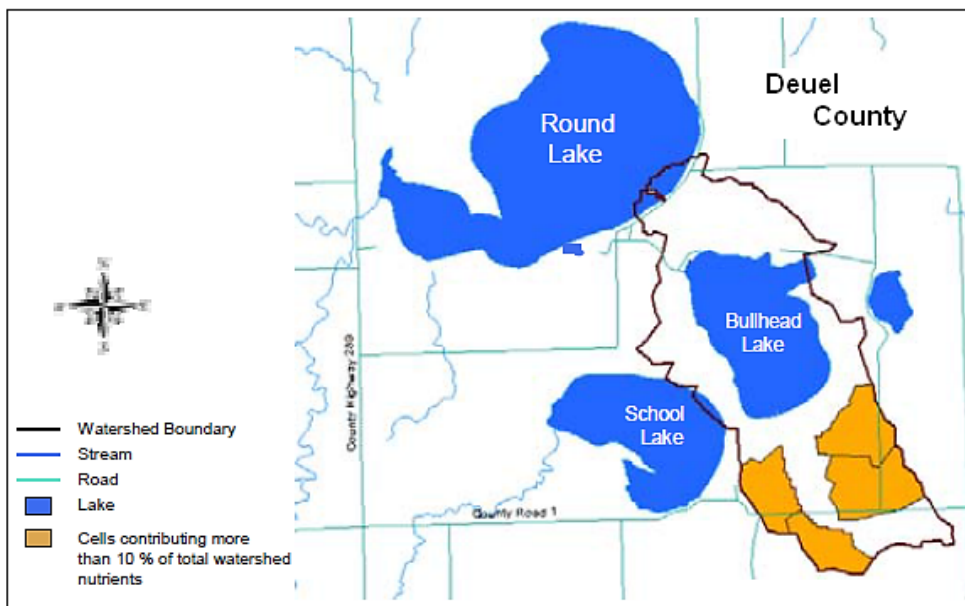 Deuel
County
Round
Lake
Bullhead
Lake
School
Lake
County Highway 289
County Road 1
Watershed Boundary
Stream
Road
Lake
Cells contributing more
than 10 % of total watershed
nutrients